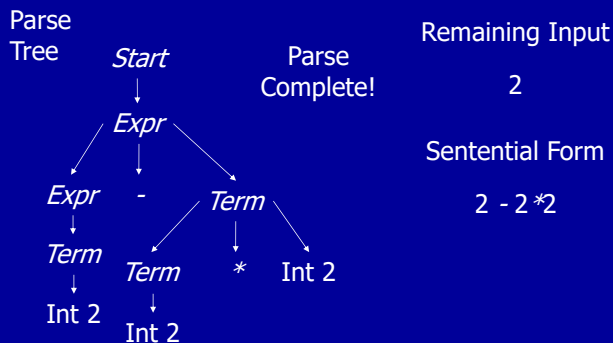 Parse
Tree
Start
Parse
Complete!
Remaining Input
2
Expr
Sentential Form
Expr - Term
2 - 2*2
Term Term * Int 2
Int 2
Int 2